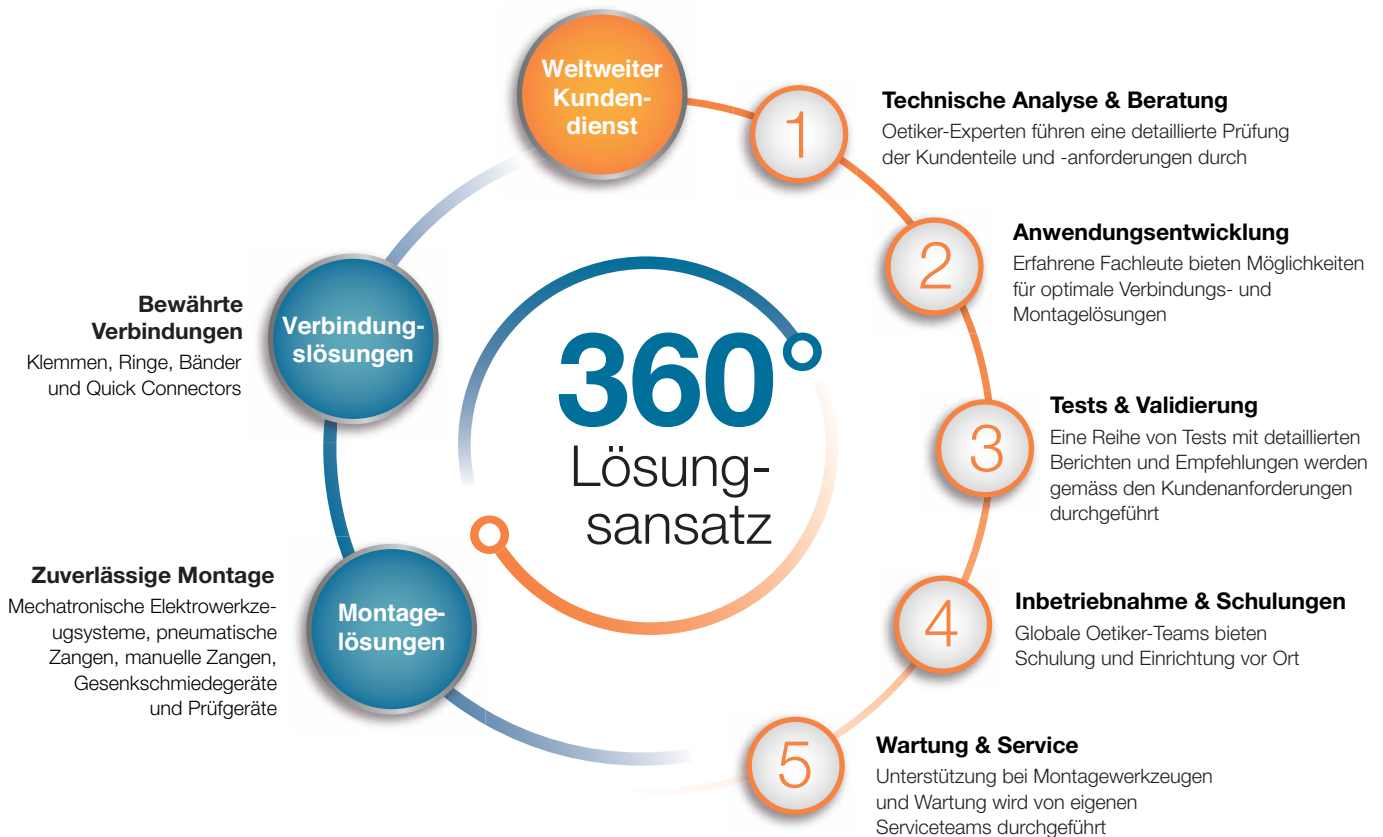 Weltweiter
Kunden-
dienst
1
Technische Analyse & Beratung
Oetiker-Experten führen eine detaillierte Prüfung
der Kundenteile und -anforderungen durch
2
Anwendungsentwicklung
Erfahrene Fachleute bieten Möglichkeiten
für optimale Verbindungs- und
Montagelösungen
3
Tests & Validierung
Eine Reihe von Tests mit detaillierten
Berichten und Empfehlungen werden
gemäss den Kundenanforderungen
durchgeführt
4
Inbetriebnahme & Schulungen
Globale Oetiker-Teams bieten
Schulung und Einrichtung vor Ort
5
Wartung & Service
Unterstützung bei Montagewerkzeugen
und Wartung wird von eigenen
Serviceteams durchgeführt
Bewährte
Verbindungen
Klemmen, Ringe, Bänder
und Quick Connectors
Verbindung-
slösungen
Zuverlässige Montage
Mechatronische Elektrowerkze-
ugsysteme, pneumatische
Zangen, manuelle Zangen,
Gesenkschmiedegeräte
und Prüfgeräte
Montage-
lösungen
360°
Lösung-
sansatz